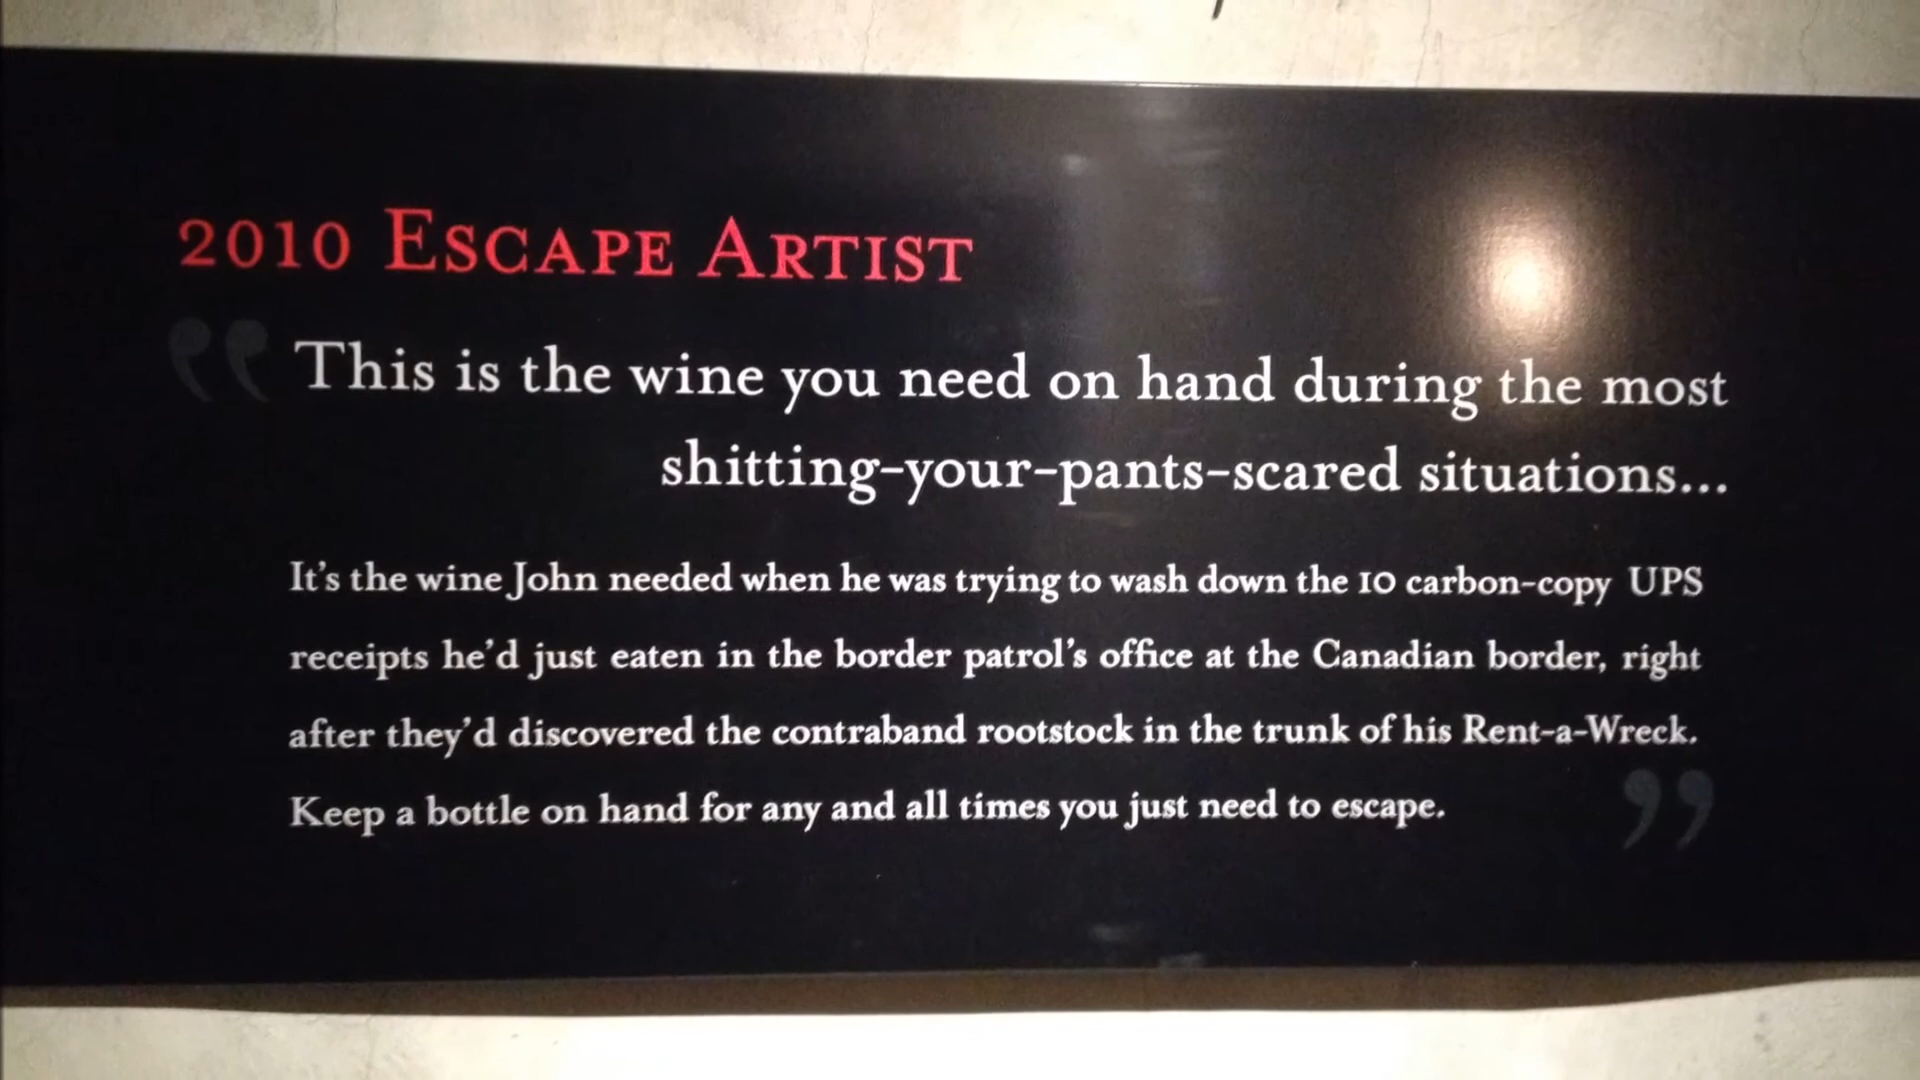 2010 Escape Artist
“This is the wine you need on hand during the most
shitting-your-pants-scared situations...
It’s the wine John needed when he was trying to wash down the 10 carbon-copy UPS
receipts he’d just eaten in the border patrol’s office at the Canadian border, right
after they’d discovered the contraband rootstock in the trunk of his Rent-a-Wreck.
Keep a bottle on hand for any and all times you just need to escape.”